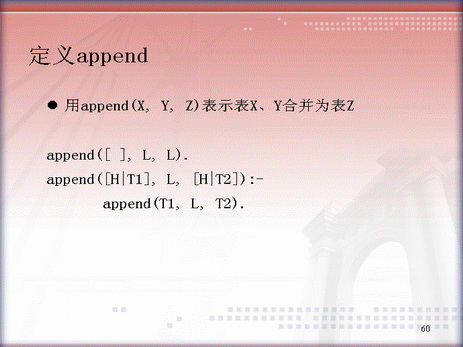 定义append
● 用append(X, Y, Z)表示表X、Y合并为表Z
append([ ], L, L).
append([H|T1], L, [H|T2]):-
append(T1, L, T2).
60